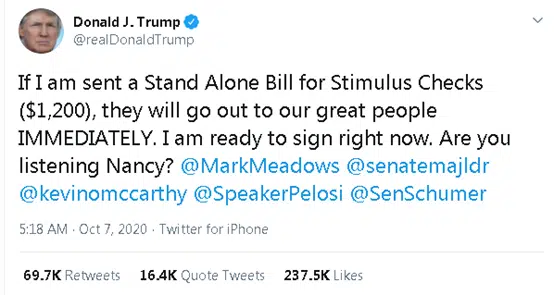 Donald J. Trump
@realDonaldTrump
If I am sent a Stand Alone Bill for Stimulus Checks
($1,200), they will go out to our great people
IMMEDIATELY. I am ready to sign right now. Are you
listening Nancy? @MarkMeadows @senatemajldr
@kevinomccarthy @SpeakerPelosi @SenSchumer
5:18 AM · Oct 7, 2020 · Twitter for iPhone
69.7K Retweets 16.4K Quote Tweets 237.5K Likes